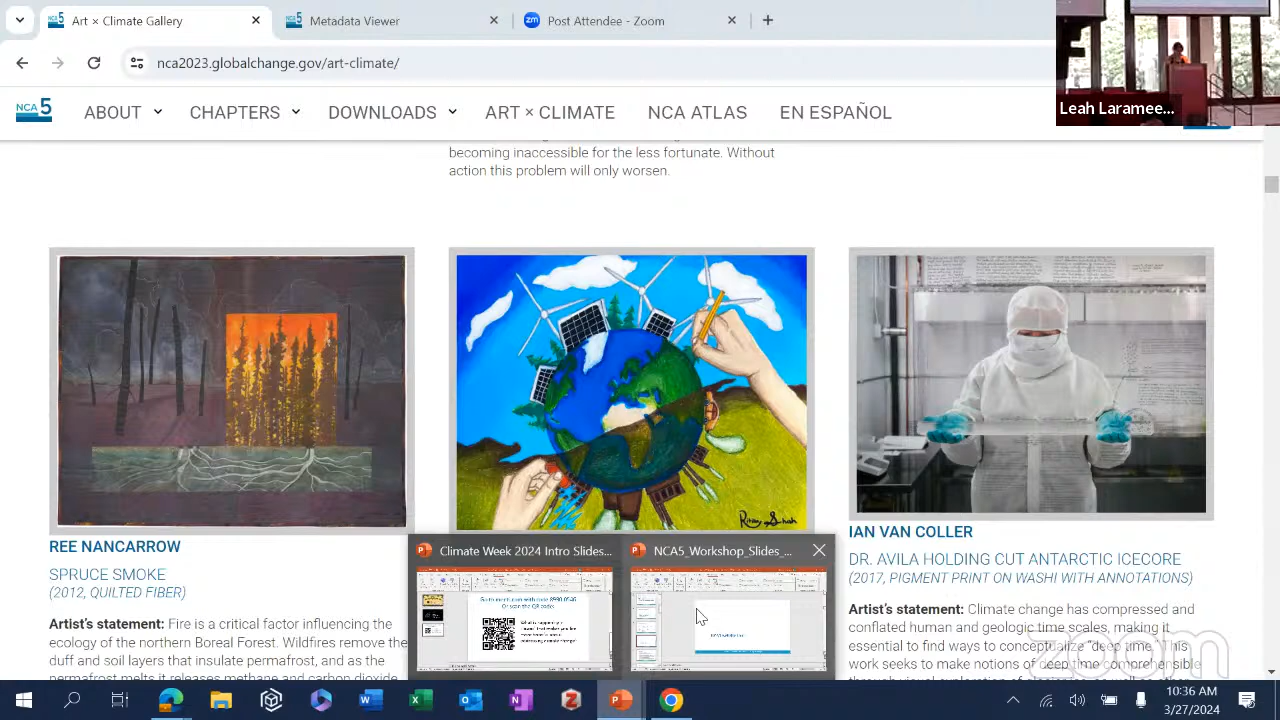 Art × Climate Gallery
Metadata Viewer
Post Attendee - Zoom
nca2023.globalchange.gov/art-climate/
Leah Laramee...
NCA 5
ABOUT
CHAPTERS
DOWNLOADS
ART × CLIMATE
NCA ATLAS
EN ESPAÑOL
becoming inaccessible for the less fortunate. Without
action this problem will only worsen.
REE NANCARROW
SPRUCE SMOKE
(2012, QUILTED FIBER)
Artist's statement: Fire is a critical factor influencing the
ecology of the northern Boreal Forest. Wildfires remove the
duff and soil layers that insulate permafrost, and as the
IAN VAN COLLER
DR. AVILA HOLDING CUT ANTARCTIC ICECORE
(2017, PIGMENT PRINT ON WASHI WITH ANNOTATIONS)
Artist's statement: Climate change has compressed and
conflated human and geologic time scales, making it
essential to find ways to conceptualize "deep time." This
work seeks to make notions of deep time comprehensible
Climate Week 2024 Intro Slides...
NCA5_Workshop_Slides_...
zoom
10:36 AM
3/27/2024